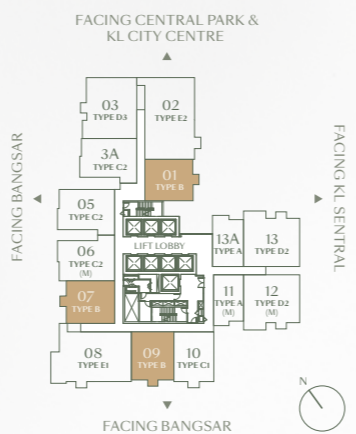 FACING CENTRAL PARK &
KL CITY CENTRE
03
TYPE D3
02
TYPE E2
3A
TYPE C2
01
TYPE B
FACING BANGSAR
FACING KL SENTRAL
05
TYPE C2
LIFT LOBBY
13A
TYPE A
13
TYPE D2
06
TYPE C2
(M)
07
TYPE B
11
TYPE A
(M)
12
TYPE D2
(M)
08
TYPE E1
09
TYPE B
10
TYPE C1
N
FACING BANGSAR